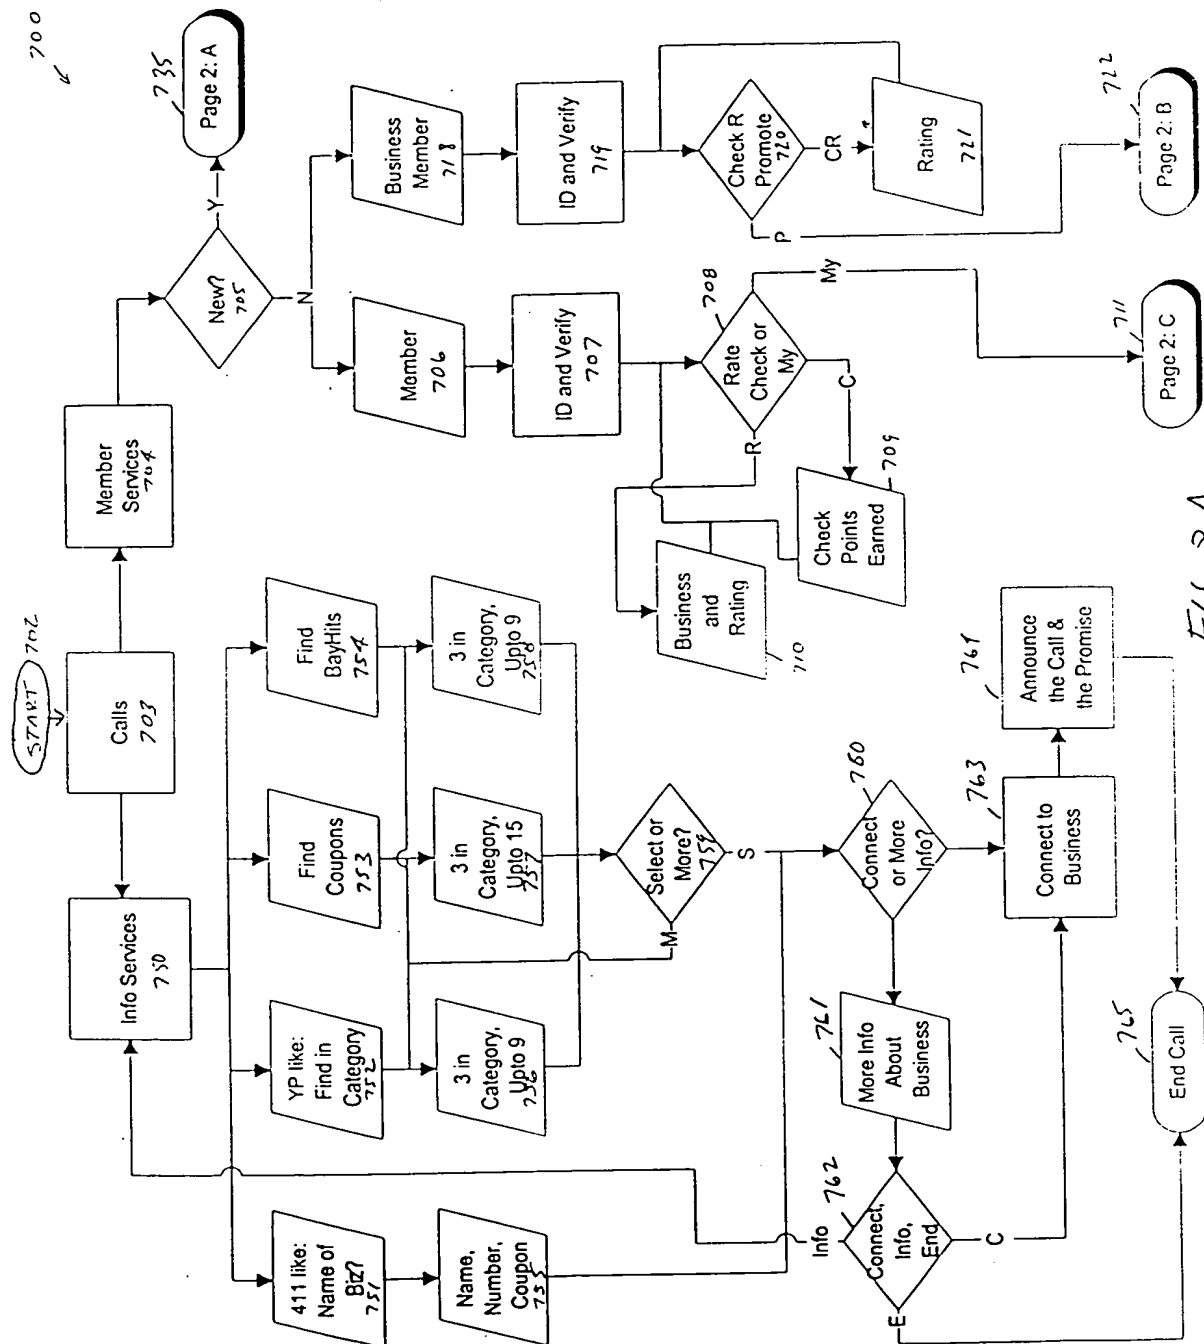 700
START
702
Calls
703
Info Services
750
Member
Services
704
New?
705
Y
N
735
Page 2: A
411 like:
Name of
Biz?
751
YP like:
Find in
Category
752
Find
Coupons
753
Find
BayHits
754
Name,
Number,
Coupon
755
3 in
Category,
Upto 9
756
3 in
Category,
Upto 15
757
3 in
Category,
Upto 9
758
Select or
More?
759
M
S
Connect
or More
Info?
760
More Info
About
Business
761
Connect,
Info,
End
762
Info
E
C
Connect to
Business
763
Announce
the Call &
the Promise
764
End Call
765
Member
706
ID and Verify
707
Rate
Check or
My
708
R
C
My
Check
Points
Earned
709
Business
and
Rating
710
Page 2: C
711
Business
Member
718
ID and Verify
719
Check R
Promote
720
CR
P
Rating
721
Page 2: B
722